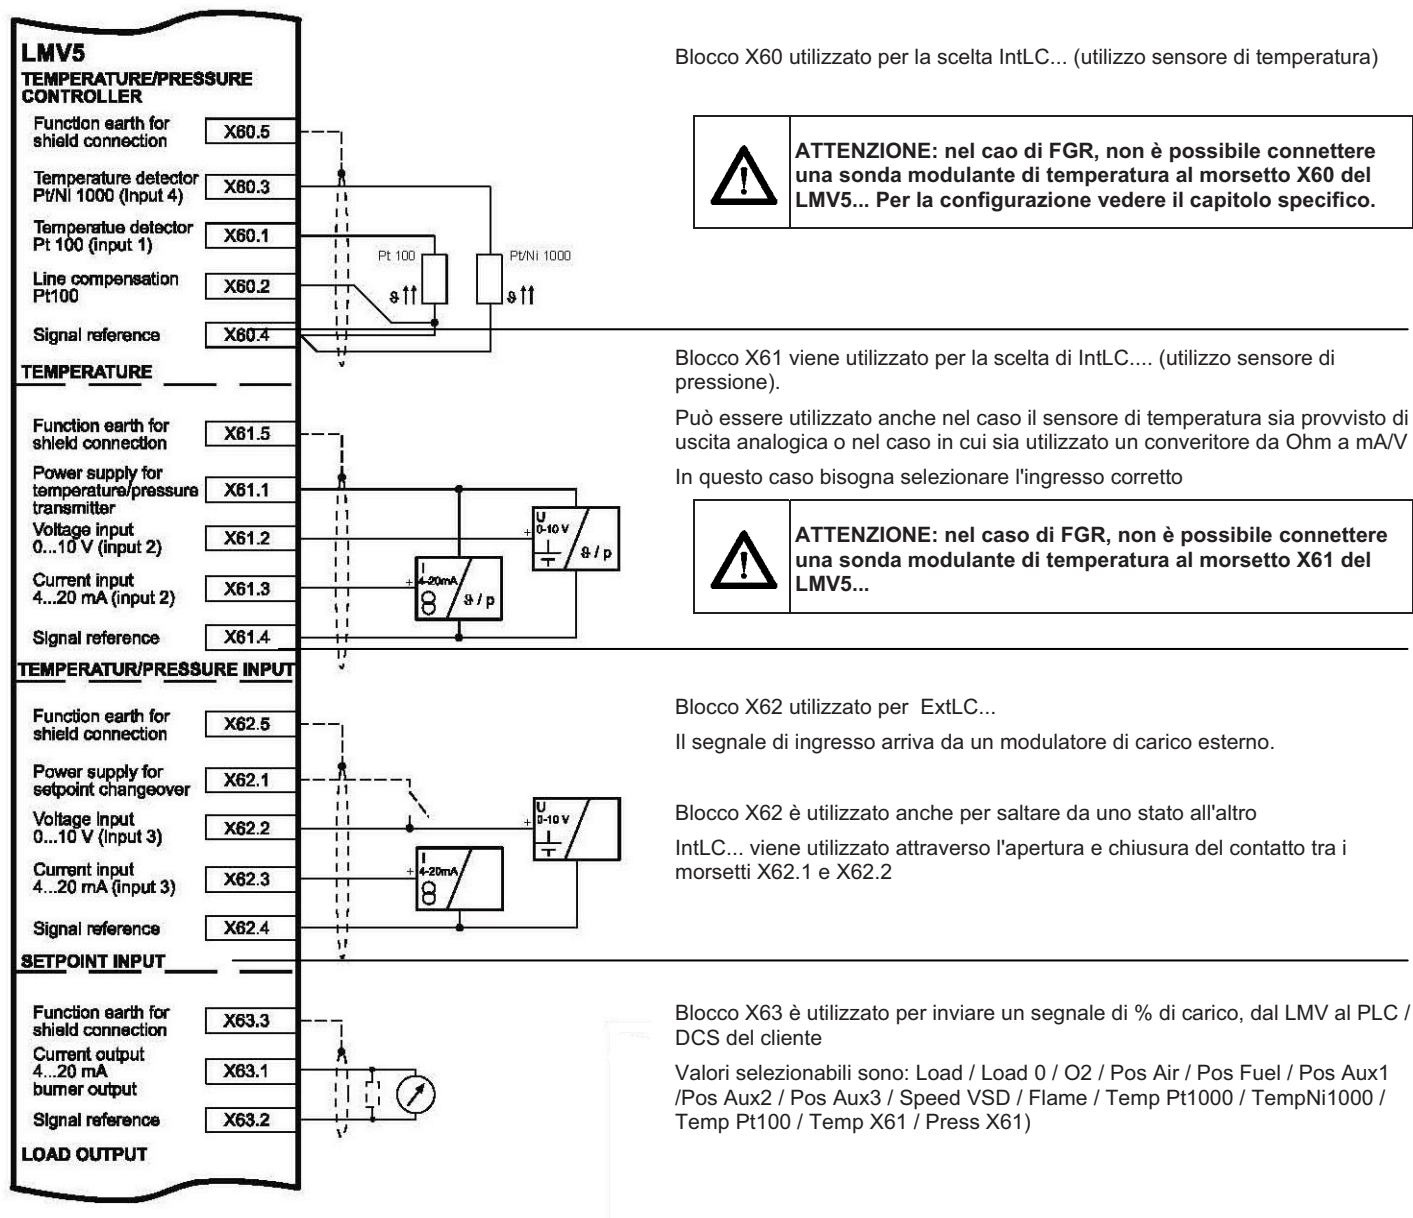 LMV5
TEMPERATURE/PRESSURE
CONTROLLER
Function earth for
shield connection
X60.5
Temperature detector
Pt/Ni 1000 (input 4)
X60.3
Temperatue detector
Pt 100 (input 1)
X60.1
Line compensation
Pt100
X60.2
Signal reference
X60.4
TEMPERATURE
Pt 100
ϑ
Pt/Ni 1000
ϑ
Blocco X60 utilizzato per la scelta IntLC... (utilizzo sensore di temperatura)
ATTENZIONE: nel cao di FGR, non è possibile connettere
una sonda modulante di temperatura al morsetto X60 del
LMV5... Per la configurazione vedere il capitolo specifico.
Function earth for
shield connection
X61.5
Power supply for
temperature/pressure
transmitter
X61.1
Voltage input
0...10 V (input 2)
X61.2
Current input
4...20 mA (input 2)
X61.3
Signal reference
X61.4
TEMPERATUR/PRESSURE INPUT
+
U
0-10 V
ϑ / p
+
I
4-20mA
ϑ / p
Blocco X61 viene utilizzato per la scelta di IntLC.... (utilizzo sensore di
pressione).
Può essere utilizzato anche nel caso il sensore di temperatura sia provvisto di
uscita analogica o nel caso in cui sia utilizzato un converitore da Ohm a mA/V
In questo caso bisogna selezionare l'ingresso corretto
ATTENZIONE: nel caso di FGR, non è possibile connettere
una sonda modulante di temperatura al morsetto X61 del
LMV5...
Function earth for
shield connection
X62.5
Power supply for
setpoint changeover
X62.1
Voltage input
0...10 V (input 3)
X62.2
Current input
4...20 mA (input 3)
X62.3
Signal reference
X62.4
SETPOINT INPUT
+
U
0-10 V
+
I
4-20mA
Blocco X62 utilizzato per ExtLC...
Il segnale di ingresso arriva da un modulatore di carico esterno.
Blocco X62 è utilizzato anche per saltare da uno stato all'altro
IntLC... viene utilizzato attraverso l'apertura e chiusura del contatto tra i
morsetti X62.1 e X62.2
Function earth for
shield connection
X63.3
Current output
4...20 mA
burner output
X63.1
Signal reference
X63.2
LOAD OUTPUT
Blocco X63 è utilizzato per inviare un segnale di % di carico, dal LMV al PLC /
DCS del cliente
Valori selezionabili sono: Load / Load 0 / O2 / Pos Air / Pos Fuel / Pos Aux1
/Pos Aux2 / Pos Aux3 / Speed VSD / Flame / Temp Pt1000 / TempNi1000 /
Temp Pt100 / Temp X61 / Press X61)